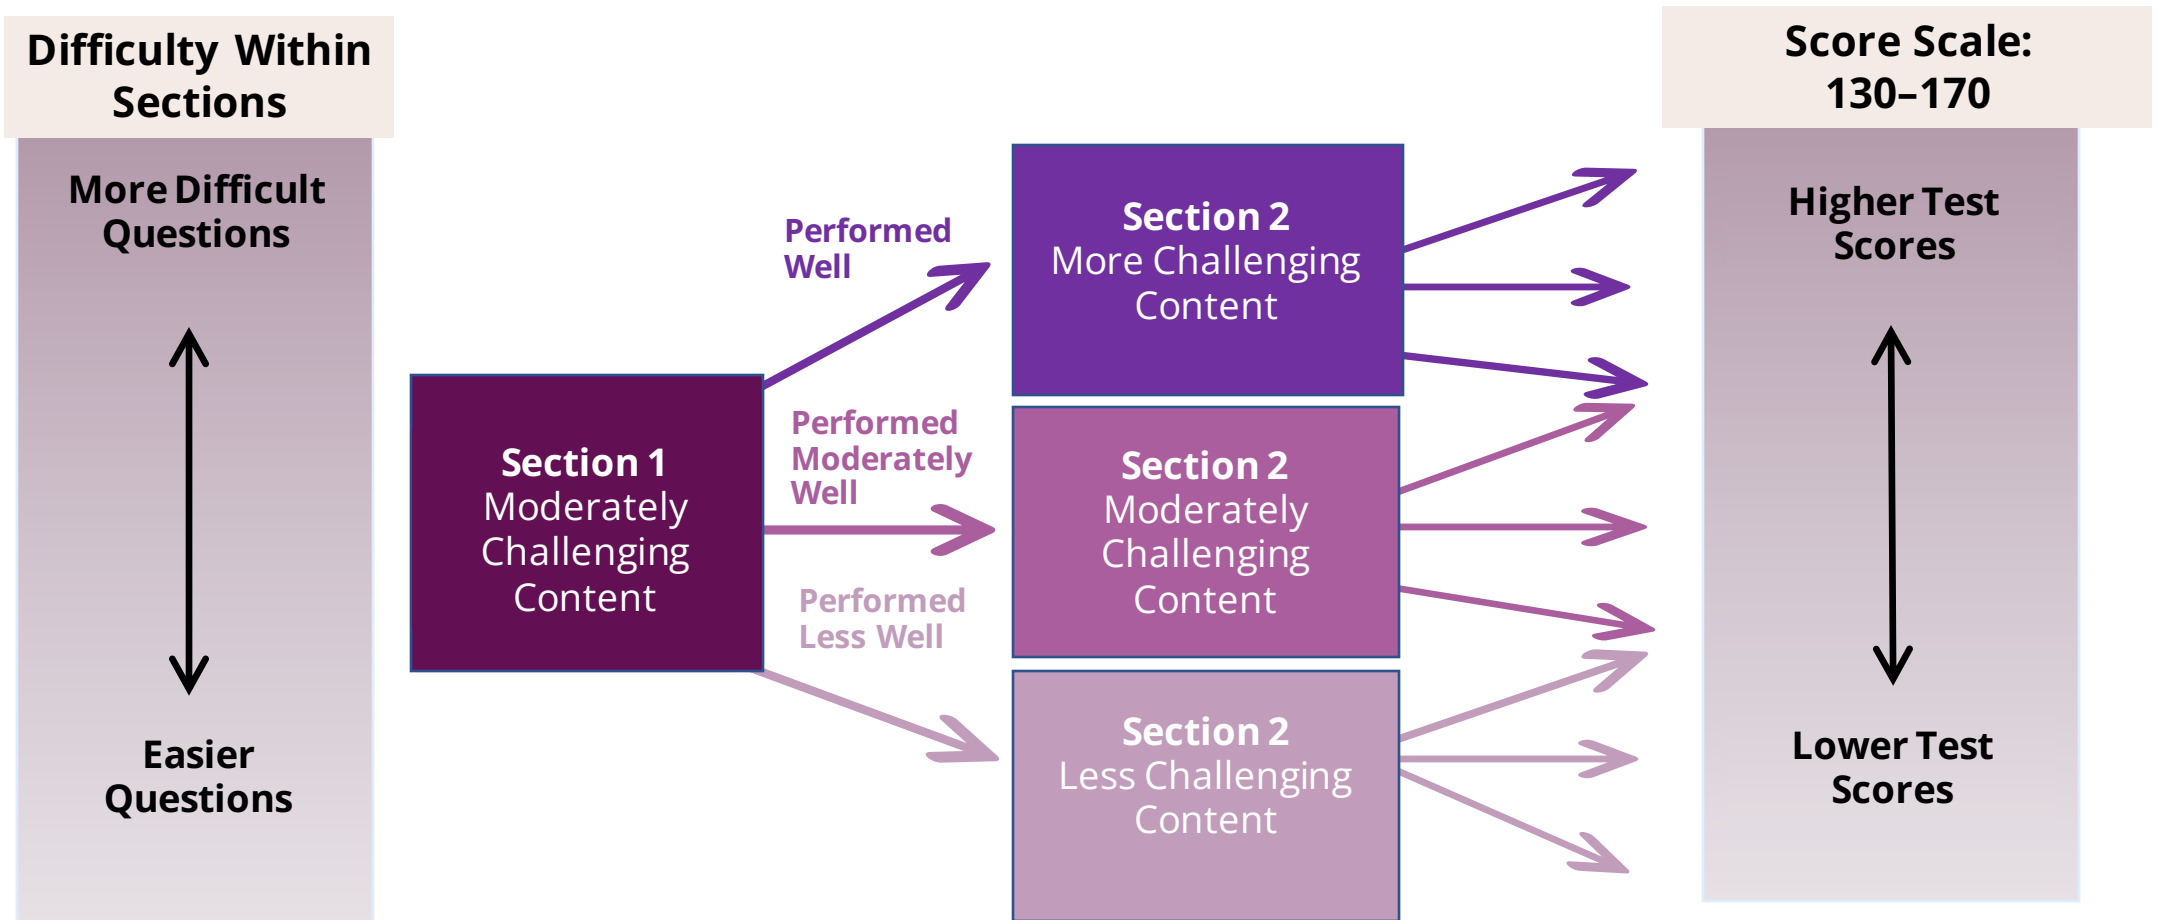 Difficulty Within
Sections
More Difficult
Questions
Easier
Questions
Section 1
Moderately
Challenging
Content
Performed
Well
Performed
Moderately
Well
Performed
Less Well
Section 2
More Challenging
Content
Section 2
Moderately
Challenging
Content
Section 2
Less Challenging
Content
Score Scale:
130–170
Higher Test
Scores
Lower Test
Scores